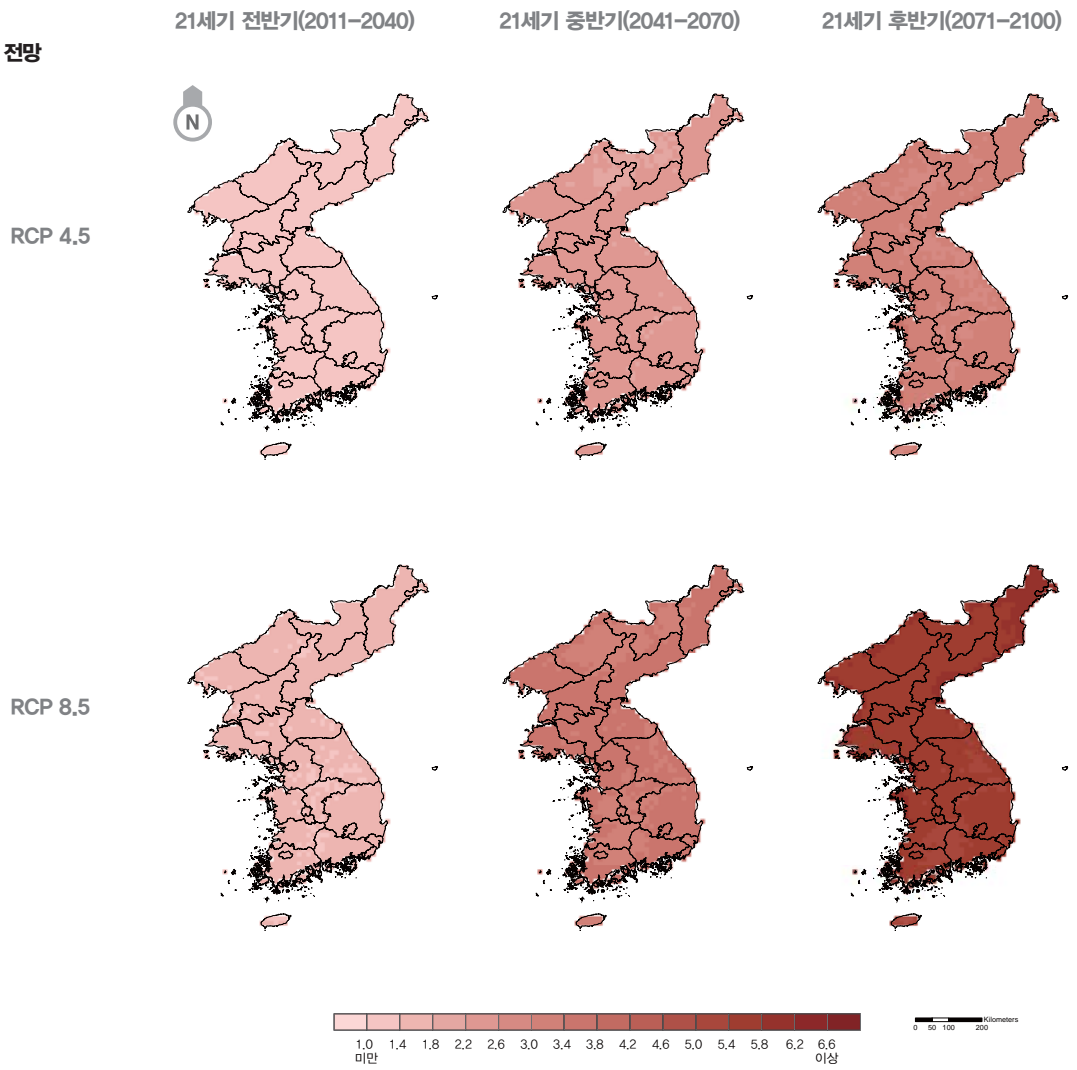 21세기 전반기(2011-2040) 21세기 중반기(2041-2070) 21세기 후반기(2071-2100)
전망
N
RCP 4.5
RCP 8.5
1.0 1.4 1.8 2.2 2.6 3.0 3.4 3.8 4.2 4.6 5.0 5.4 5.8 6.2 6.6
미만 이상
Kilometers
0 50 100 200